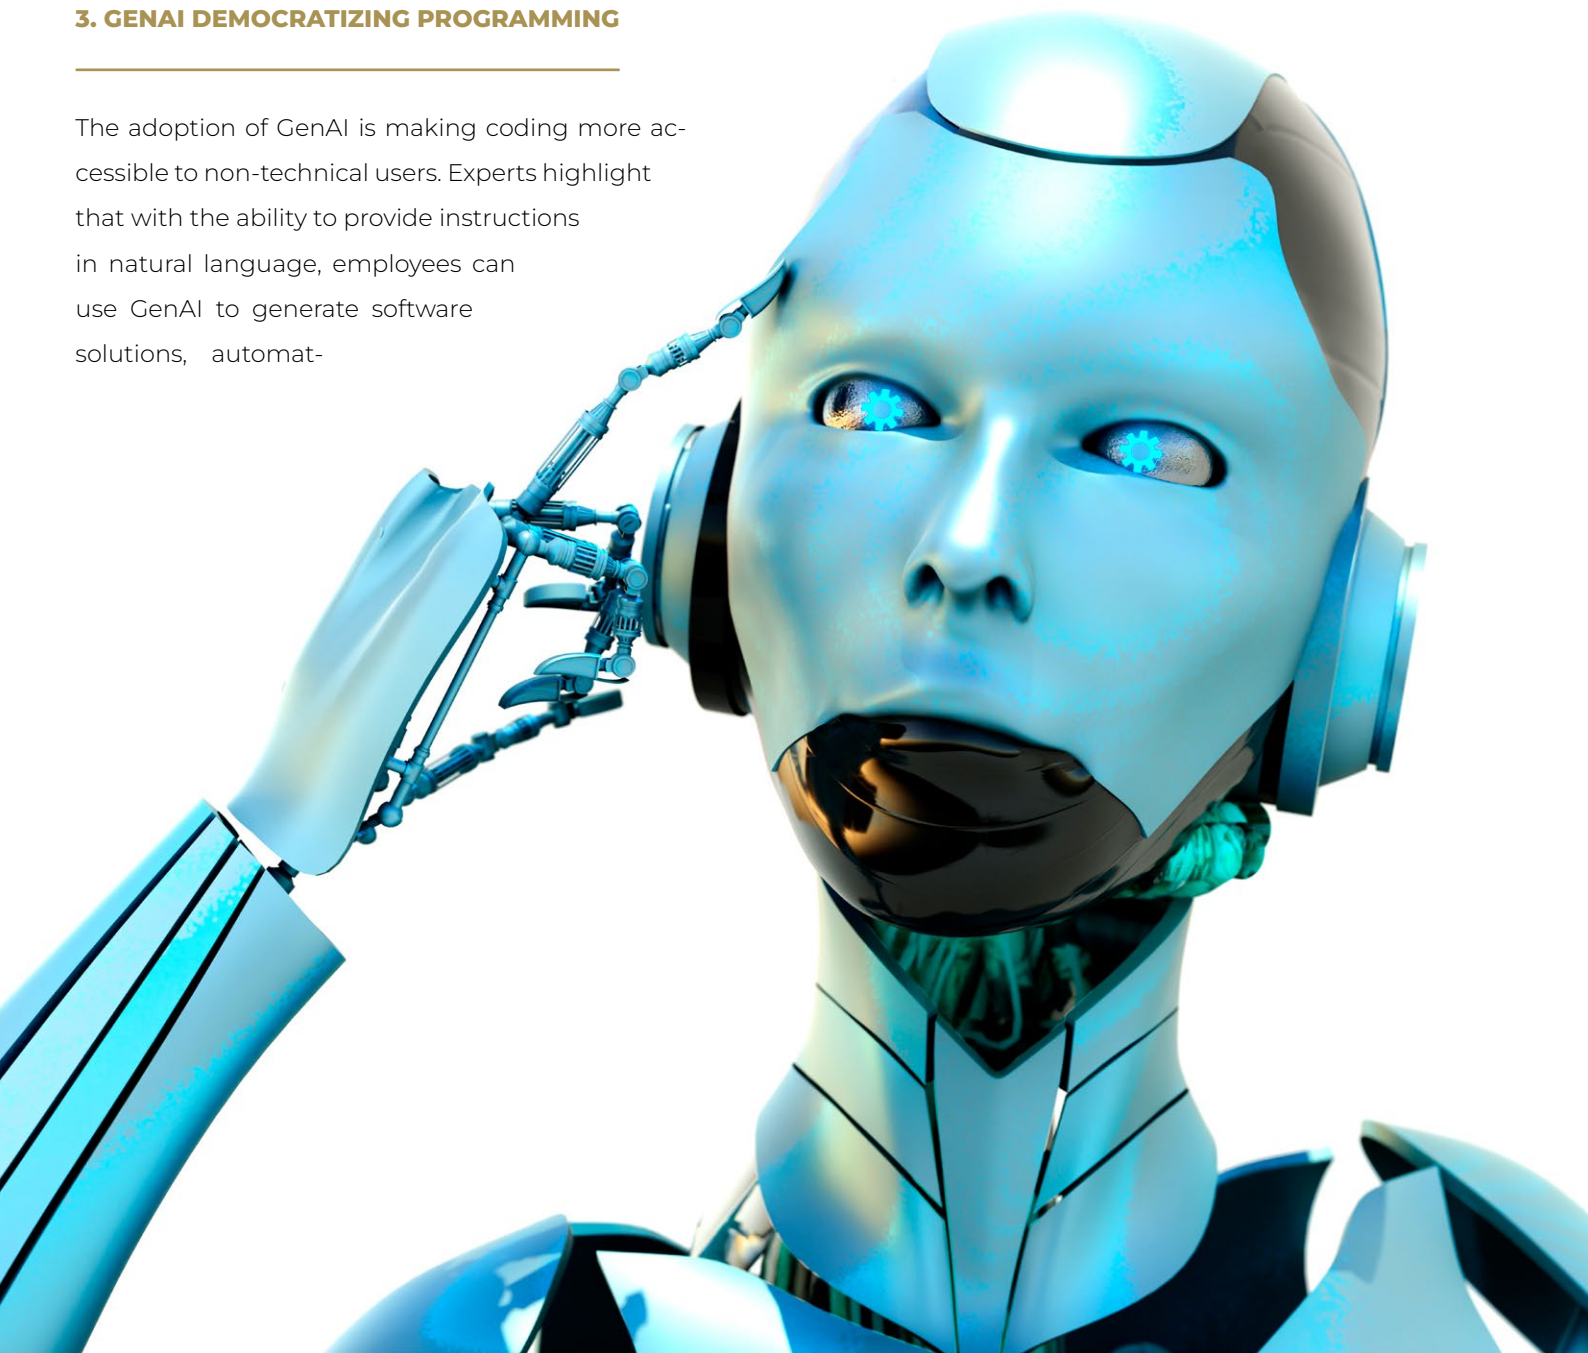 3. GENAI DEMOCRATIZING PROGRAMMING
The adoption of GenAI is making coding more ac-
cessible to non-technical users. Experts highlight
that with the ability to provide instructions
in natural language, employees can
use GenAI to generate software
solutions, automat-